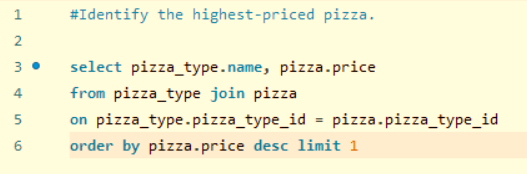 1 #Identify the highest-priced pizza.
2
3 select pizza_type.name, pizza.price
4 from pizza_type join pizza
5 on pizza_type.pizza_type_id = pizza.pizza_type_id
6 order by pizza.price desc limit 1